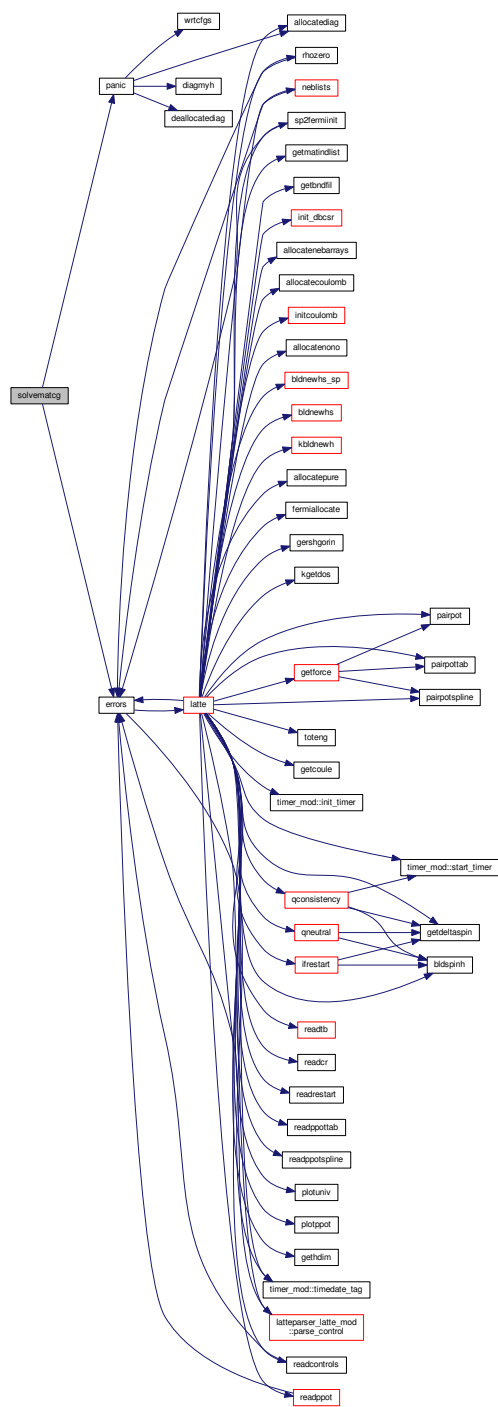 wrtcfgs
allocatediag
panic
rhozero
diagmyh
neblists
deallocatediag
sp2fermiinit
getmatindlist
getbndfil
init_dbcsr
allocatenebarrays
allocatecoulomb
initcoulomb
allocatenono
bldnewhs_sp
solvematcg
bldnewhs
kbldnewh
allocatepure
fermiallocate
gershgorin
kgetdos
pairpot
pairpottab
getforce
pairpotspline
errors
latte
toteng
getcoule
timer_mod::init_timer
timer_mod::start_timer
qconsistency
getdeltaspin
qneutral
bldspinh
ifrestart
readtb
readcr
readrestart
readppottab
readppotspline
plotuniv
plotppot
gethdim
timer_mod::timedate_tag
latteparser_latte_mod
::parse_control
readcontrols
readppot